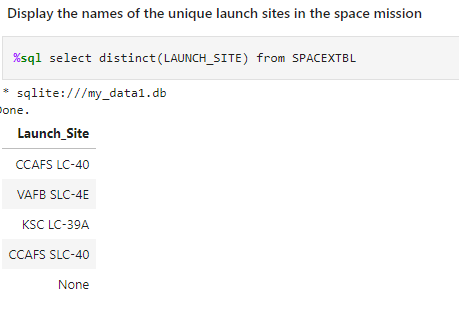 Display the names of the unique launch sites in the space mission
%sql select distinct(LAUNCH_SITE) from SPACEXTBL
* sqlite:///my_data1.db
one.
Launch_Site
CCAFS LC-40
VAFB SLC-4E
KSC LC-39A
CCAFS SLC-40
None